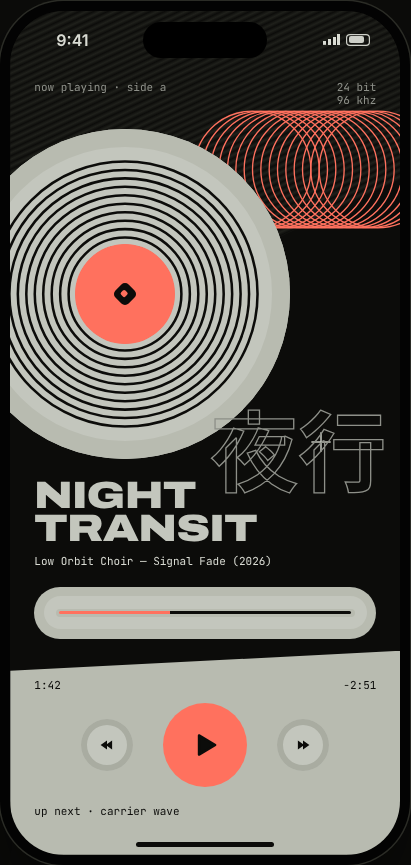 9:41
now playing · side a
24 bit
96 khz
夜行
NIGHT
TRANSIT
Low Orbit Choir — Signal Fade (2026)
1:42
-2:51
up next · carrier wave